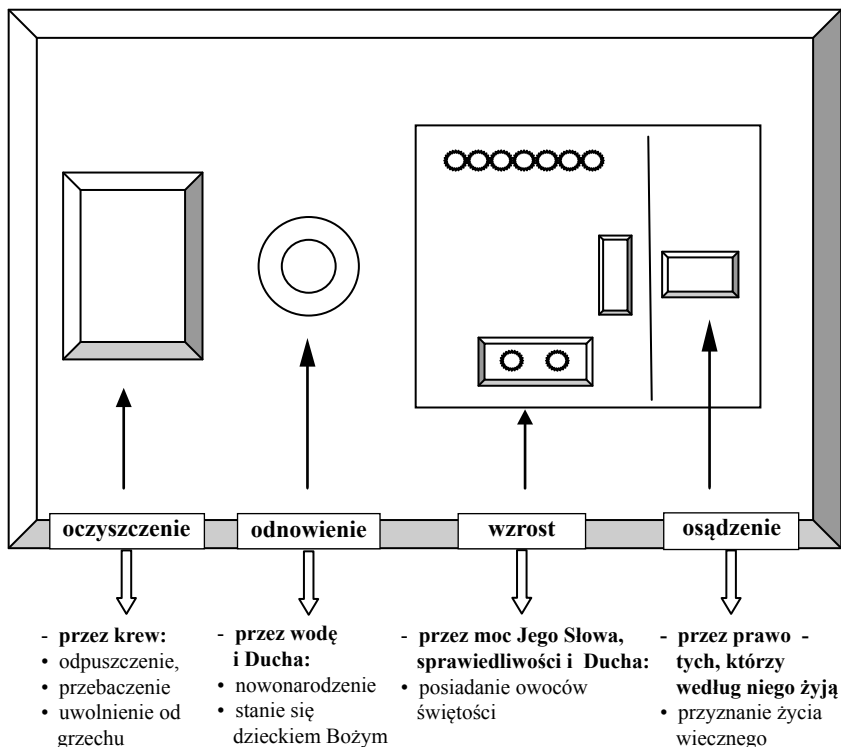 oczyszczenie
odnowienie
wzrost
osądzenie
- przez krew:
• odpuszczenie,
• przebaczenie
• uwolnienie od
grzechu
- przez wodę
i Ducha:
• nowonarodzenie
• stanie się
dzieckiem Bożym
- przez moc Jego Słowa,
sprawiedliwości i Ducha:
• posiadanie owoców
świętości
- przez prawo -
tych, którzy
według niego żyją
• przyznanie życia
wiecznego